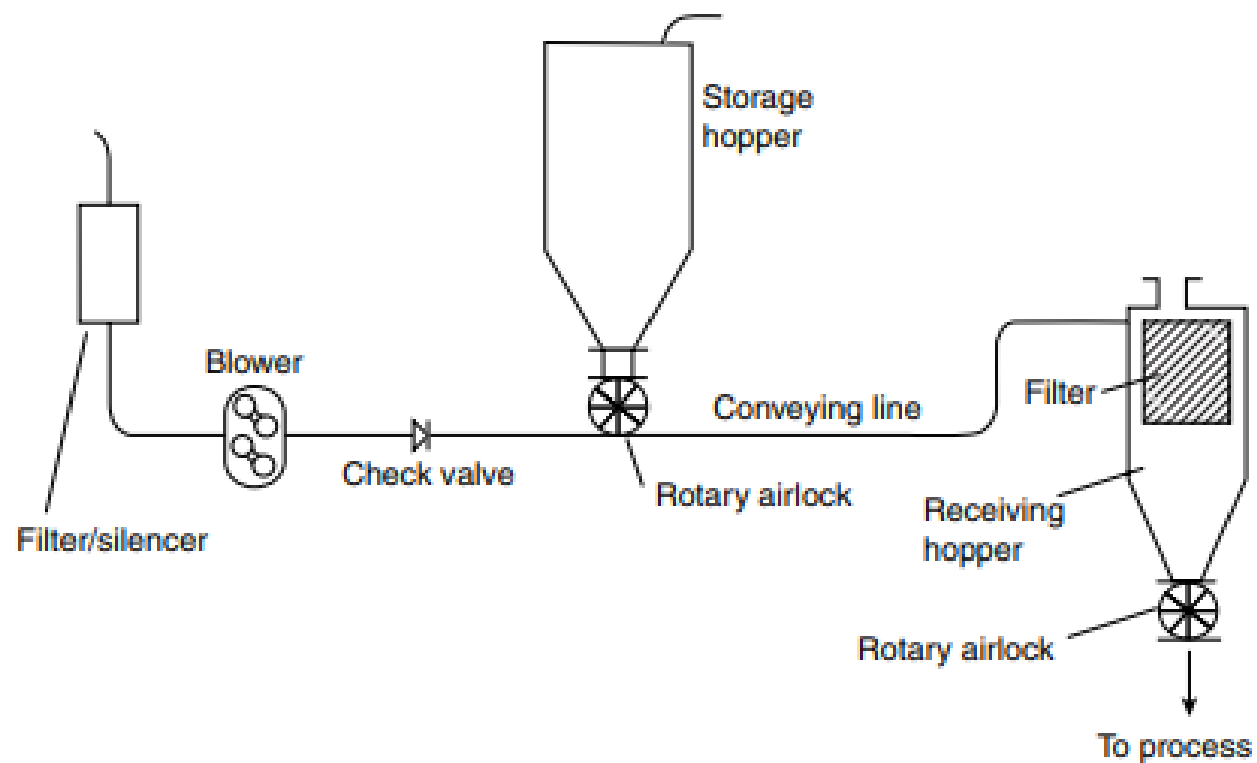 Storage
hopper
Blower
Filter
Conveying line
Check valve
Rotary airlock
Receiving
hopper
Filter/silencer
Rotary airlock
To process